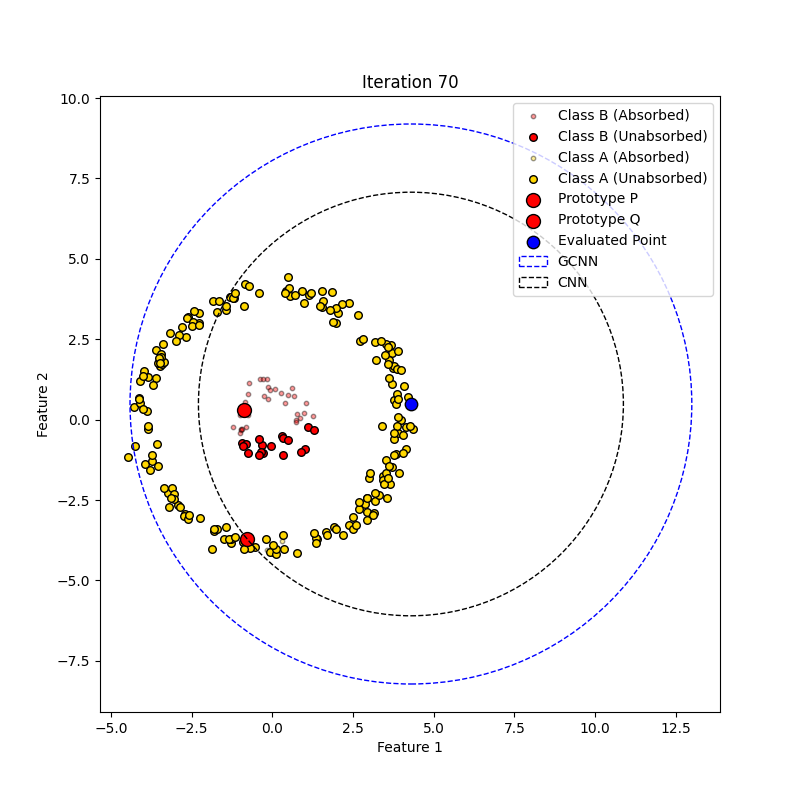 Iteration 70
10.0
7.5
5.0
2.5
0.0
−2.5
−5.0
−7.5
Feature 2
Class B (Absorbed)
Class B (Unabsorbed)
Class A (Absorbed)
Class A (Unabsorbed)
Prototype P
Prototype Q
Evaluated Point
GCNN
CNN
−5.0 −2.5 0.0 2.5 5.0 7.5 10.0 12.5
Feature 1